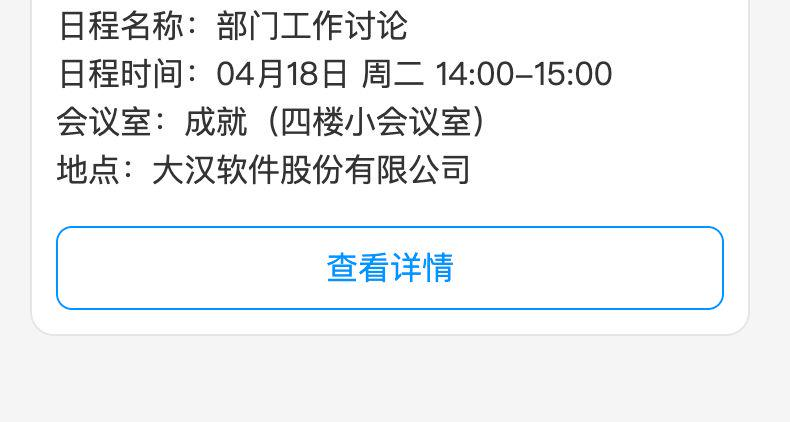 日程名称：部门工作讨论
日程时间：04月18日 周二 14:00–15:00
会议室：成就（四楼小会议室）
地点：大汉软件股份有限公司
查看详情